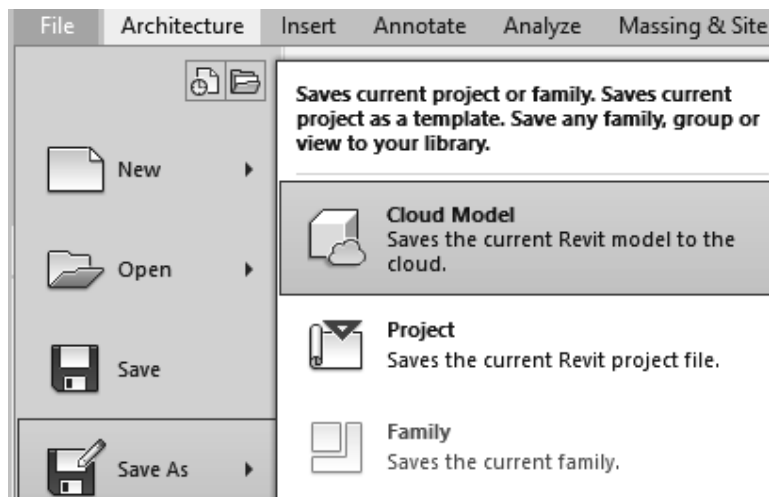 File Architecture Insert Annotate Analyze Massing & Site
Saves current project or family. Saves current
project as a template. Save any family, group or
view to your library.
New
Cloud Model
Saves the current Revit model to the
cloud.
Open
Project
Saves the current Revit project file.
Save
Family
Saves the current family.
Save As